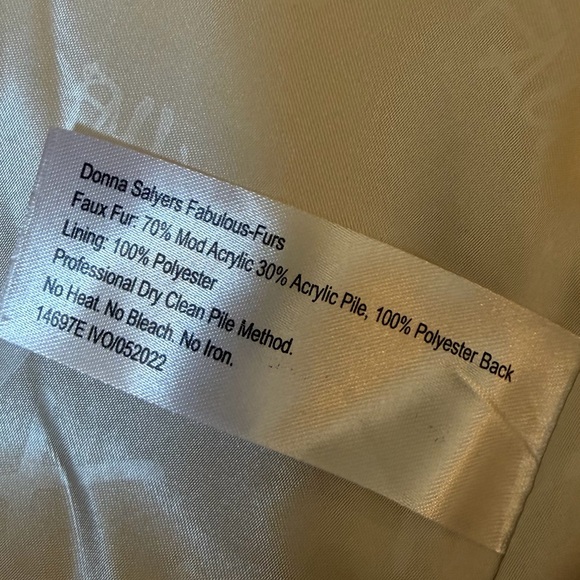 Donna Salyers Fabulous-Furs
Faux Fur: 70% Mod Acrylic 30% Acrylic Pile, 100% Polyester Back
Lining: 100% Polyester
Professional Dry Clean Pile Method.
No Heat. No Bleach. No Iron.
14697E IVO/052022